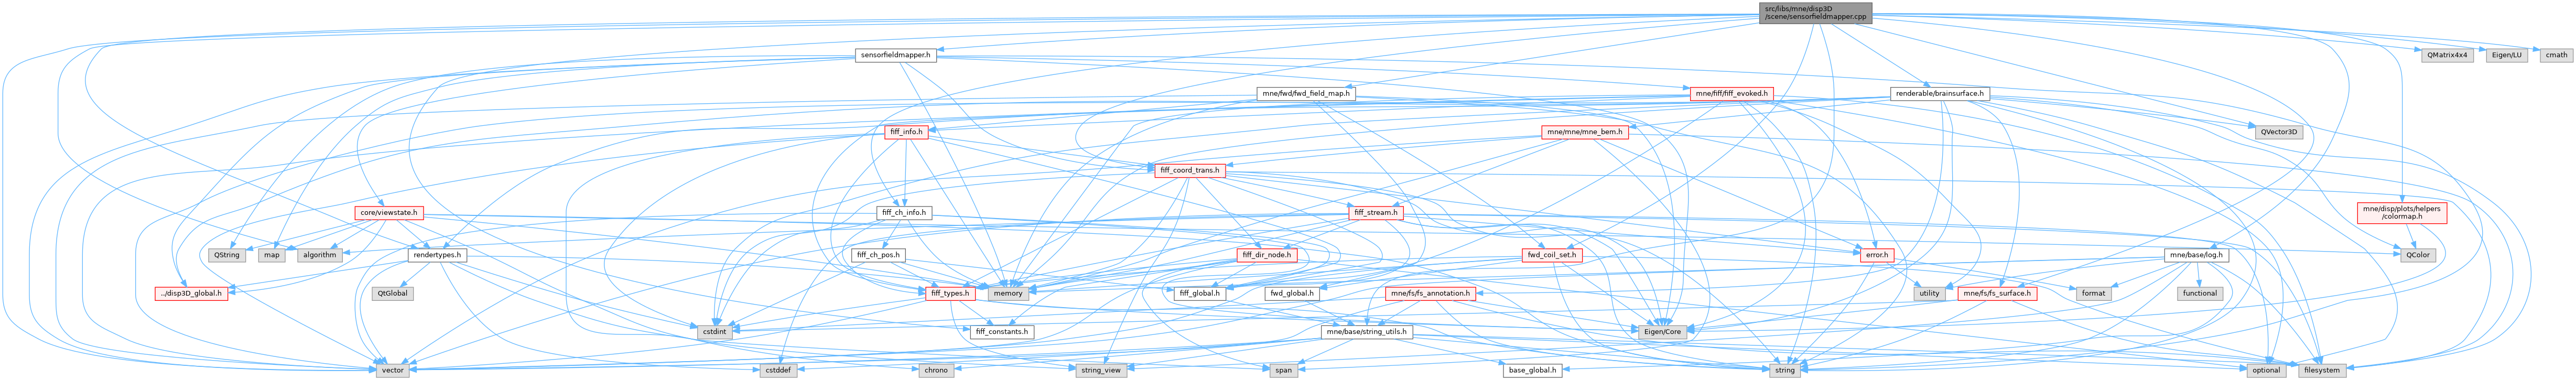 src/libs/mne/disp3D
/scene/sensorfieldmapper.cpp
sensorfieldmapper.h
QMatrix4x4
Eigen/LU
cmath
mne/fwd/fwd_field_map.h
mne/fiff/fiff_evoked.h
renderable/brainsurface.h
fiff_info.h
mne/mne/mne_bem.h
QVector3D
fiff_coord_trans.h
core/viewstate.h
fiff_ch_info.h
fiff_stream.h
mne/disp/plots/helpers
/colormap.h
QString
map
algorithm
rendertypes.h
fiff_ch_pos.h
fiff_dir_node.h
fwd_coil_set.h
error.h
mne/base/log.h
QColor
../disp3D_global.h
QtGlobal
fiff_types.h
memory
fiff_global.h
fwd_global.h
mne/fs/fs_annotation.h
utility
mne/fs/fs_surface.h
format
functional
cstdint
fiff_constants.h
mne/base/string_utils.h
Eigen/Core
vector
cstddef
chrono
string_view
span
base_global.h
string
optional
filesystem